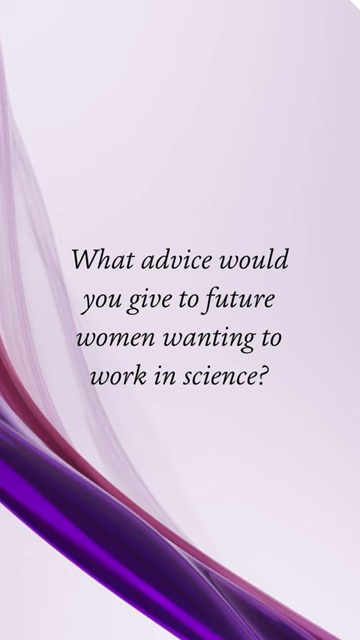 What advice would
you give to future
women wanting to
work in science?